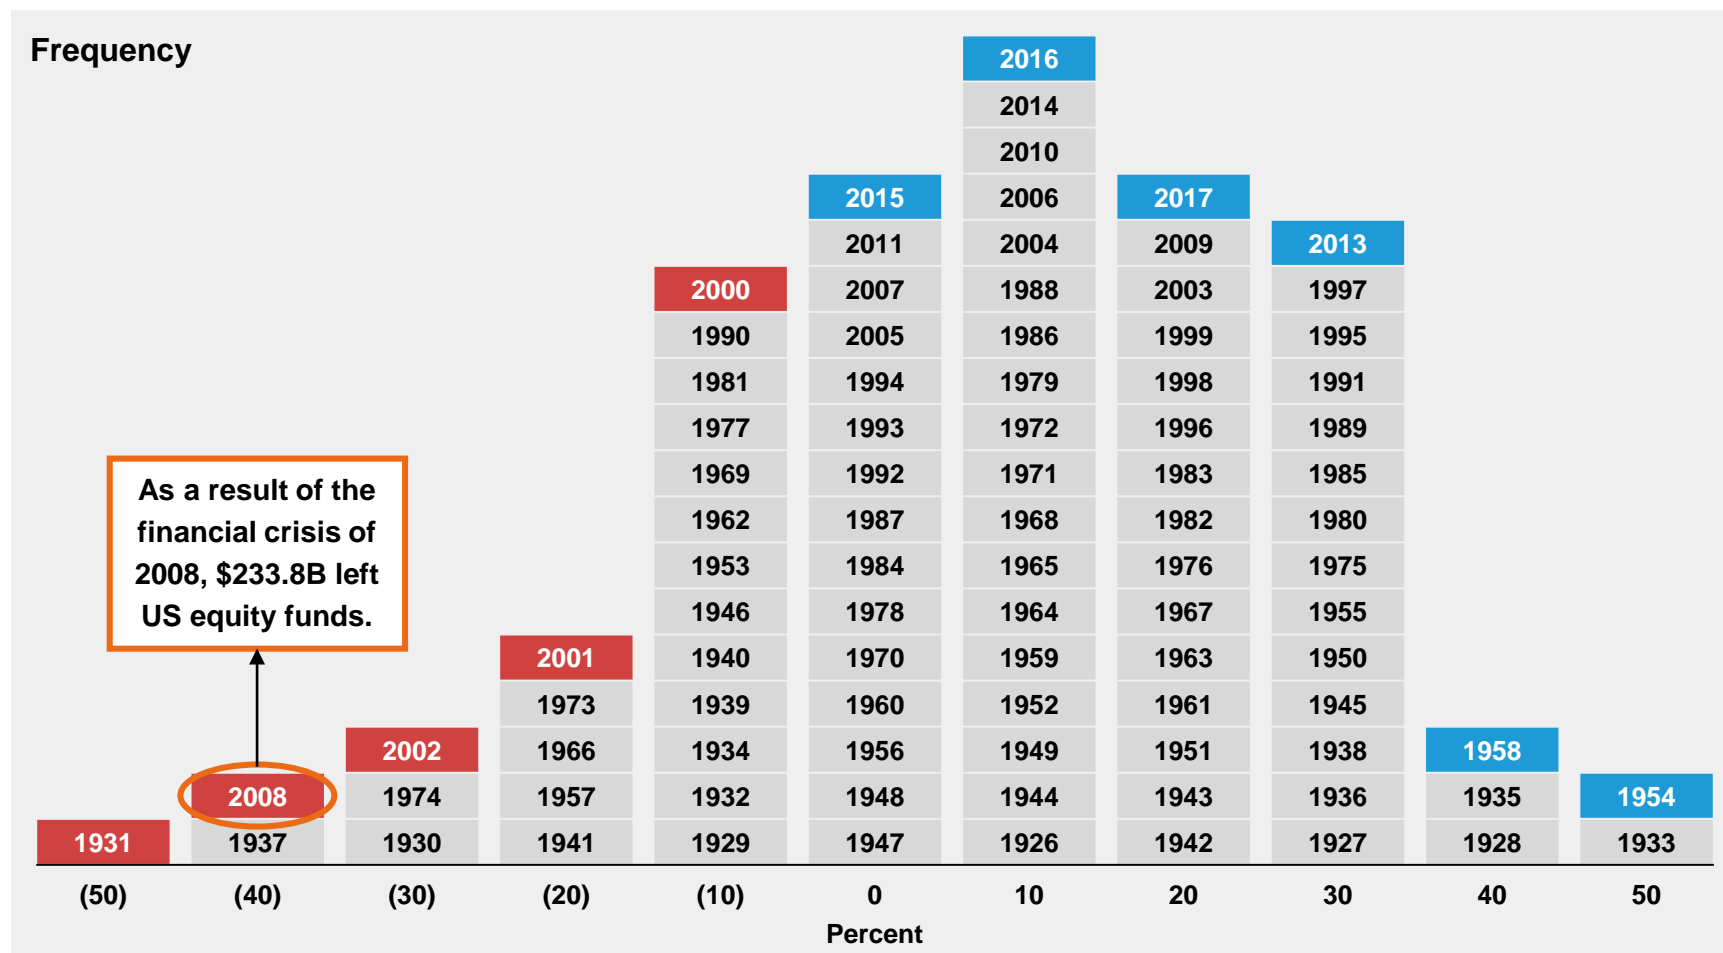 Frequency
2016
2014
2010
2015 2006 2017
2011 2004 2009 2013
2000 2007 1988 2003 1997
1990 2005 1986 1999 1995
1981 1994 1979 1998 1991
1977 1993 1972 1996 1989
1969 1992 1971 1983 1985
1962 1987 1968 1982 1980
1953 1984 1965 1976 1975
1946 1978 1964 1967 1955
As a result of the
financial crisis of
2008, $233.8B left
US equity funds.
2001 1940 1970 1959 1963 1950
1973 1939 1960 1952 1961 1945
2002 1966 1934 1956 1949 1951 1938 1958
2008 1974 1957 1932 1948 1944 1943 1936 1935 1954
1931 1937 1930 1941 1929 1947 1926 1942 1927 1928 1933
(50) (40) (30) (20) (10) 0 10 20 30 40 50
Percent